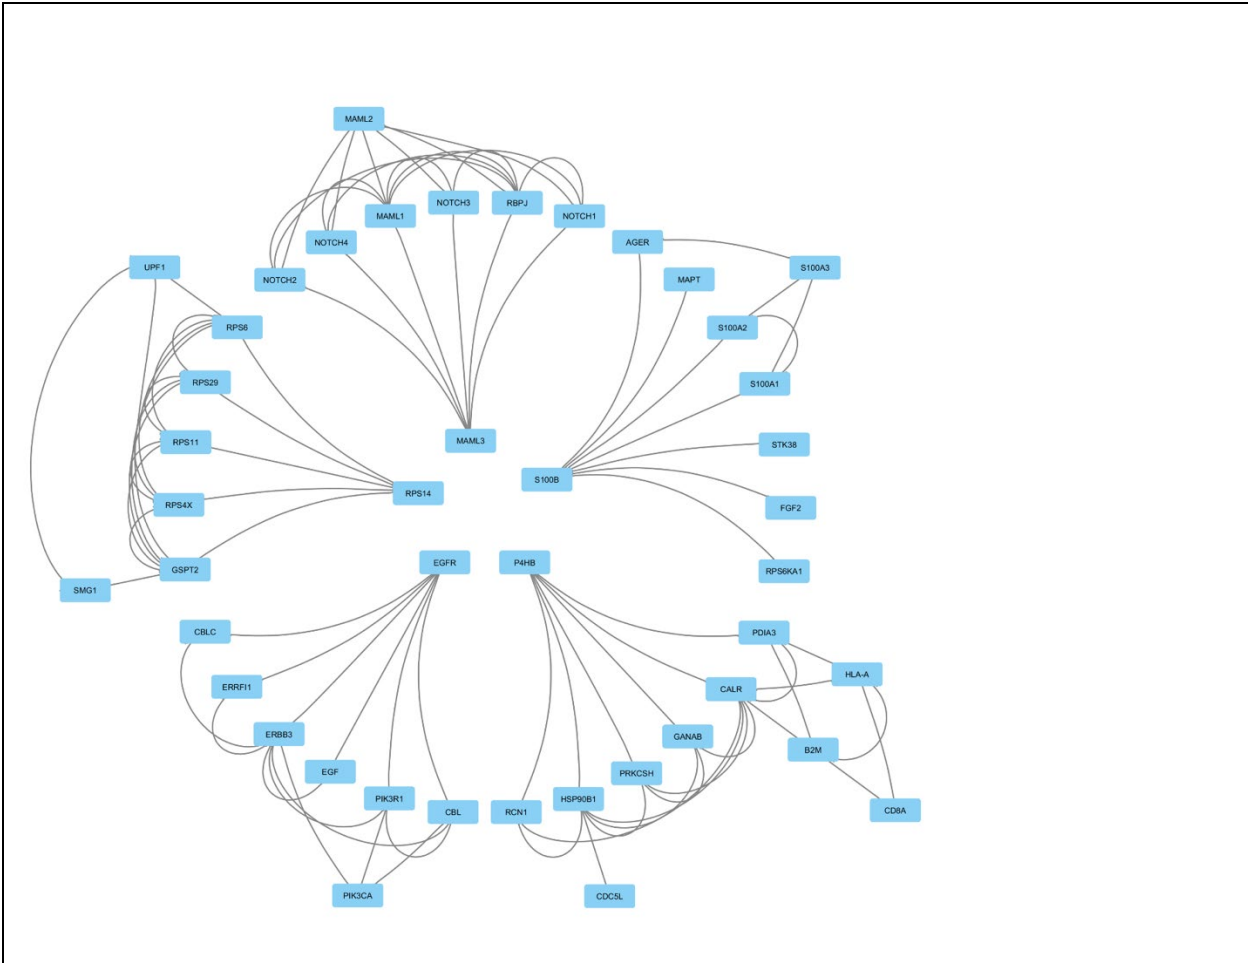 MAML2
MAML1
NOTCH3
RBPJ
NOTCH1
NOTCH4
NOTCH2
AGER
MAPT
S100A3
S100A2
S100A1
UPF1
RPS6
RPS29
RPS11
RPS4X
GSPT2
SMG1
RPS14
MAML3
S100B
STK38
FGF2
RPS6KA1
EGFR
P4HB
CBLC
ERRFI1
ERBB3
EGF
PIK3R1
CBL
PIK3CA
RCN1
HSP90B1
PRKCSH
GANAB
CALR
PDIA3
HLA-A
B2M
CD8A
CDC5L